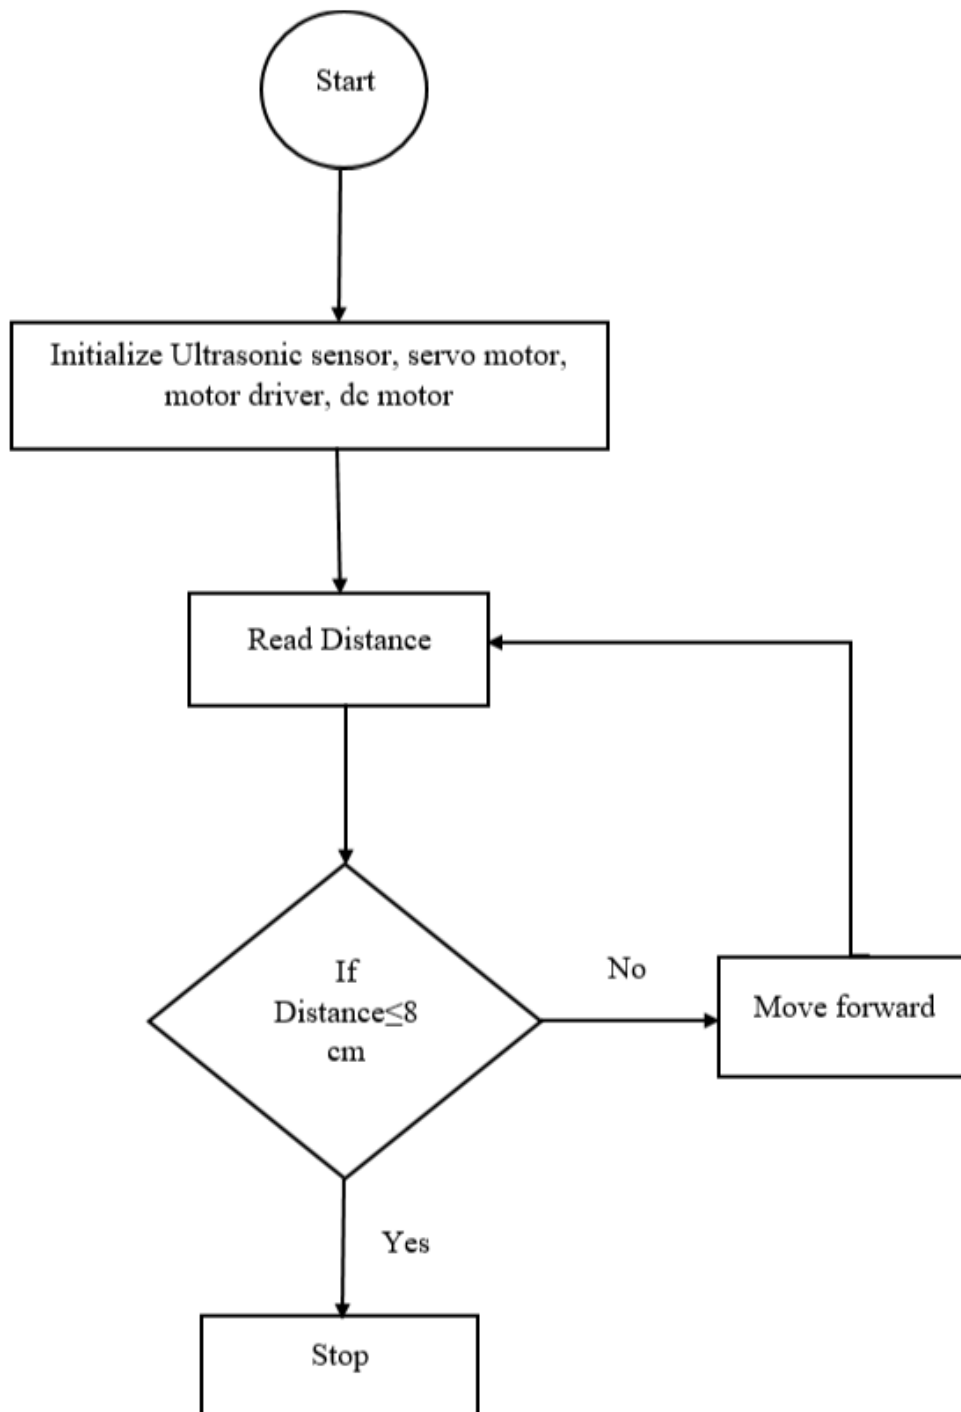 Start
Initialize Ultrasonic sensor, servo motor,
motor driver, dc motor
Read Distance
If
Distance≤8
cm
No
Move forward
Yes
Stop